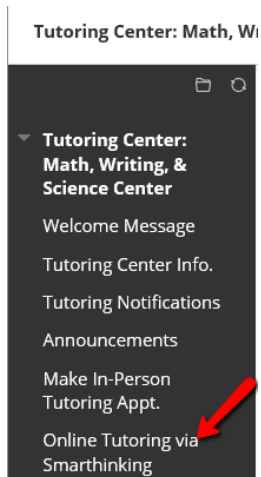 Tutoring Center: Math, W
Tutoring Center:
Math, Writing, &
Science Center
Welcome Message
Tutoring Center Info.
Tutoring Notifications
Announcements
Make In-Person
Tutoring Appt.
Online Tutoring via
Smarthinking